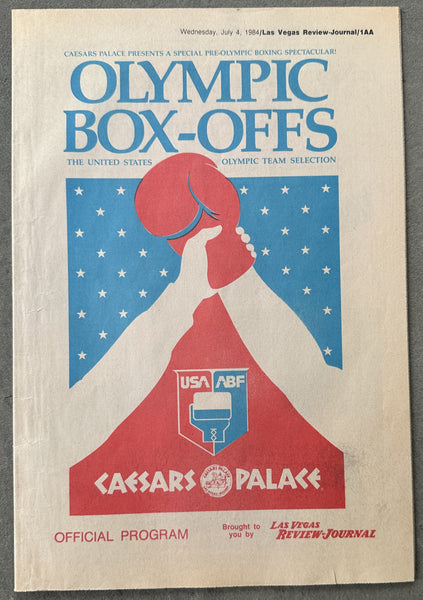 Wednesday, July 4, 1984/Las Vegas Review-Journal/1AA
CAESARS PALACE PRESENTS A SPECIAL PRE-OLYMPIC BOXING SPECTACULAR!
OLYMPIC
BOX-OFFS
THE UNITED STATES OLYMPIC TEAM SELECTION
USA ABF
CAESARS PALACE
OFFICIAL PROGRAM
Brought to
you by
LAS VEGAS
REVIEW-JOURNAL